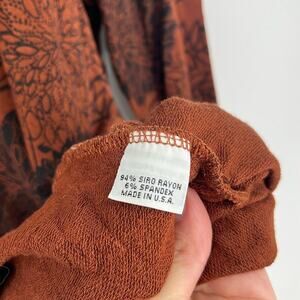 94% SIRO RAYON
6% SPANDEX
MADE IN U.S.A.